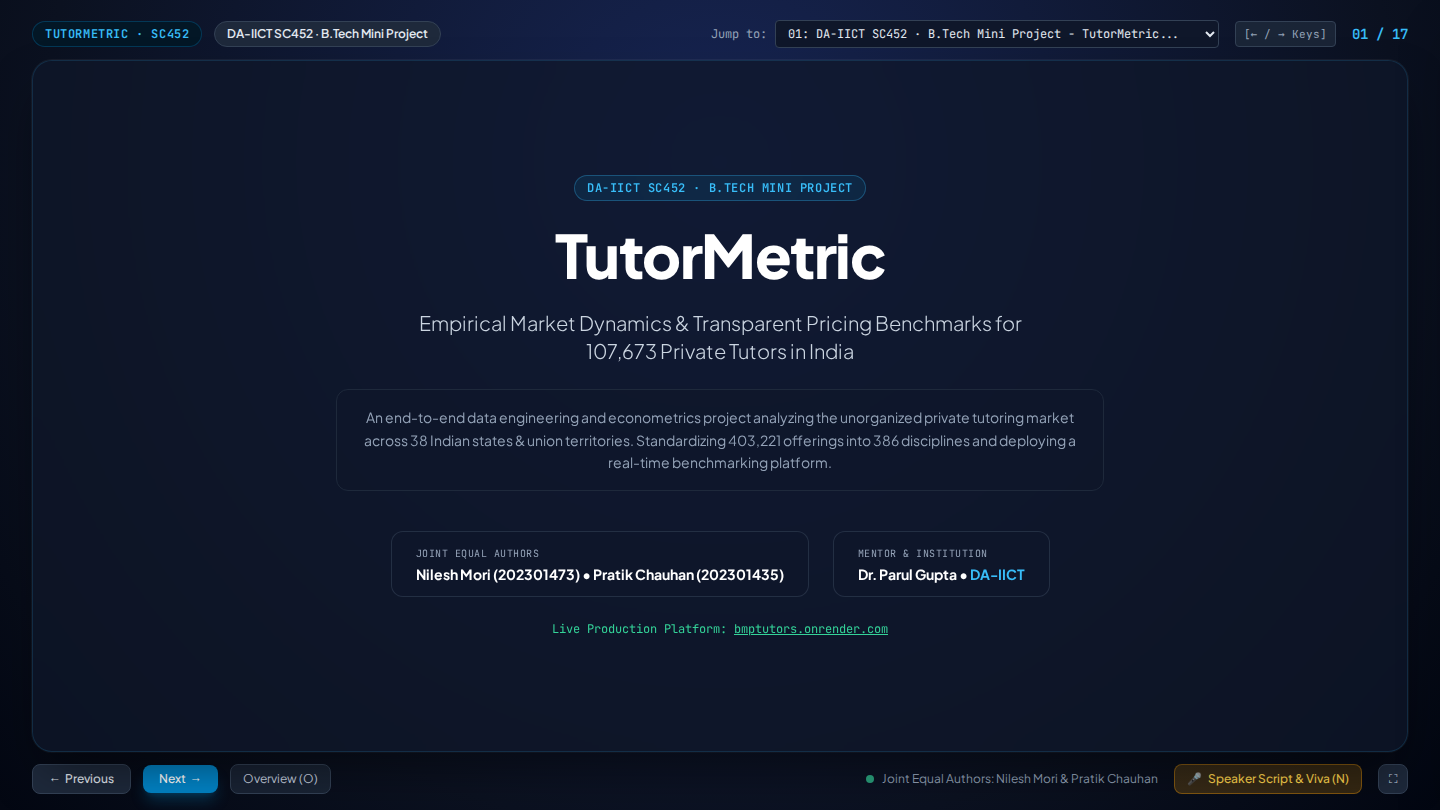 TUTORMETRIC · SC452
DA-IICT SC452 · B.Tech Mini Project
Jump to:
01: DA-IICT SC452 · B.Tech Mini Project - TutorMetric...
[← / → Keys]
01 / 17
DA-IICT SC452 · B.TECH MINI PROJECT
TutorMetric
Empirical Market Dynamics & Transparent Pricing Benchmarks for
107,673 Private Tutors in India
An end-to-end data engineering and econometrics project analyzing the unorganized private tutoring market
across 38 Indian states & union territories. Standardizing 403,221 offerings into 386 disciplines and deploying a
real-time benchmarking platform.
JOINT EQUAL AUTHORS
Nilesh Mori (202301473) • Pratik Chauhan (202301435)
MENTOR & INSTITUTION
Dr. Parul Gupta • DA-IICT
Live Production Platform: bmptutors.onrender.com
← Previous
Next →
Overview (O)
Joint Equal Authors: Nilesh Mori & Pratik Chauhan
🎤 Speaker Script & Viva (N)